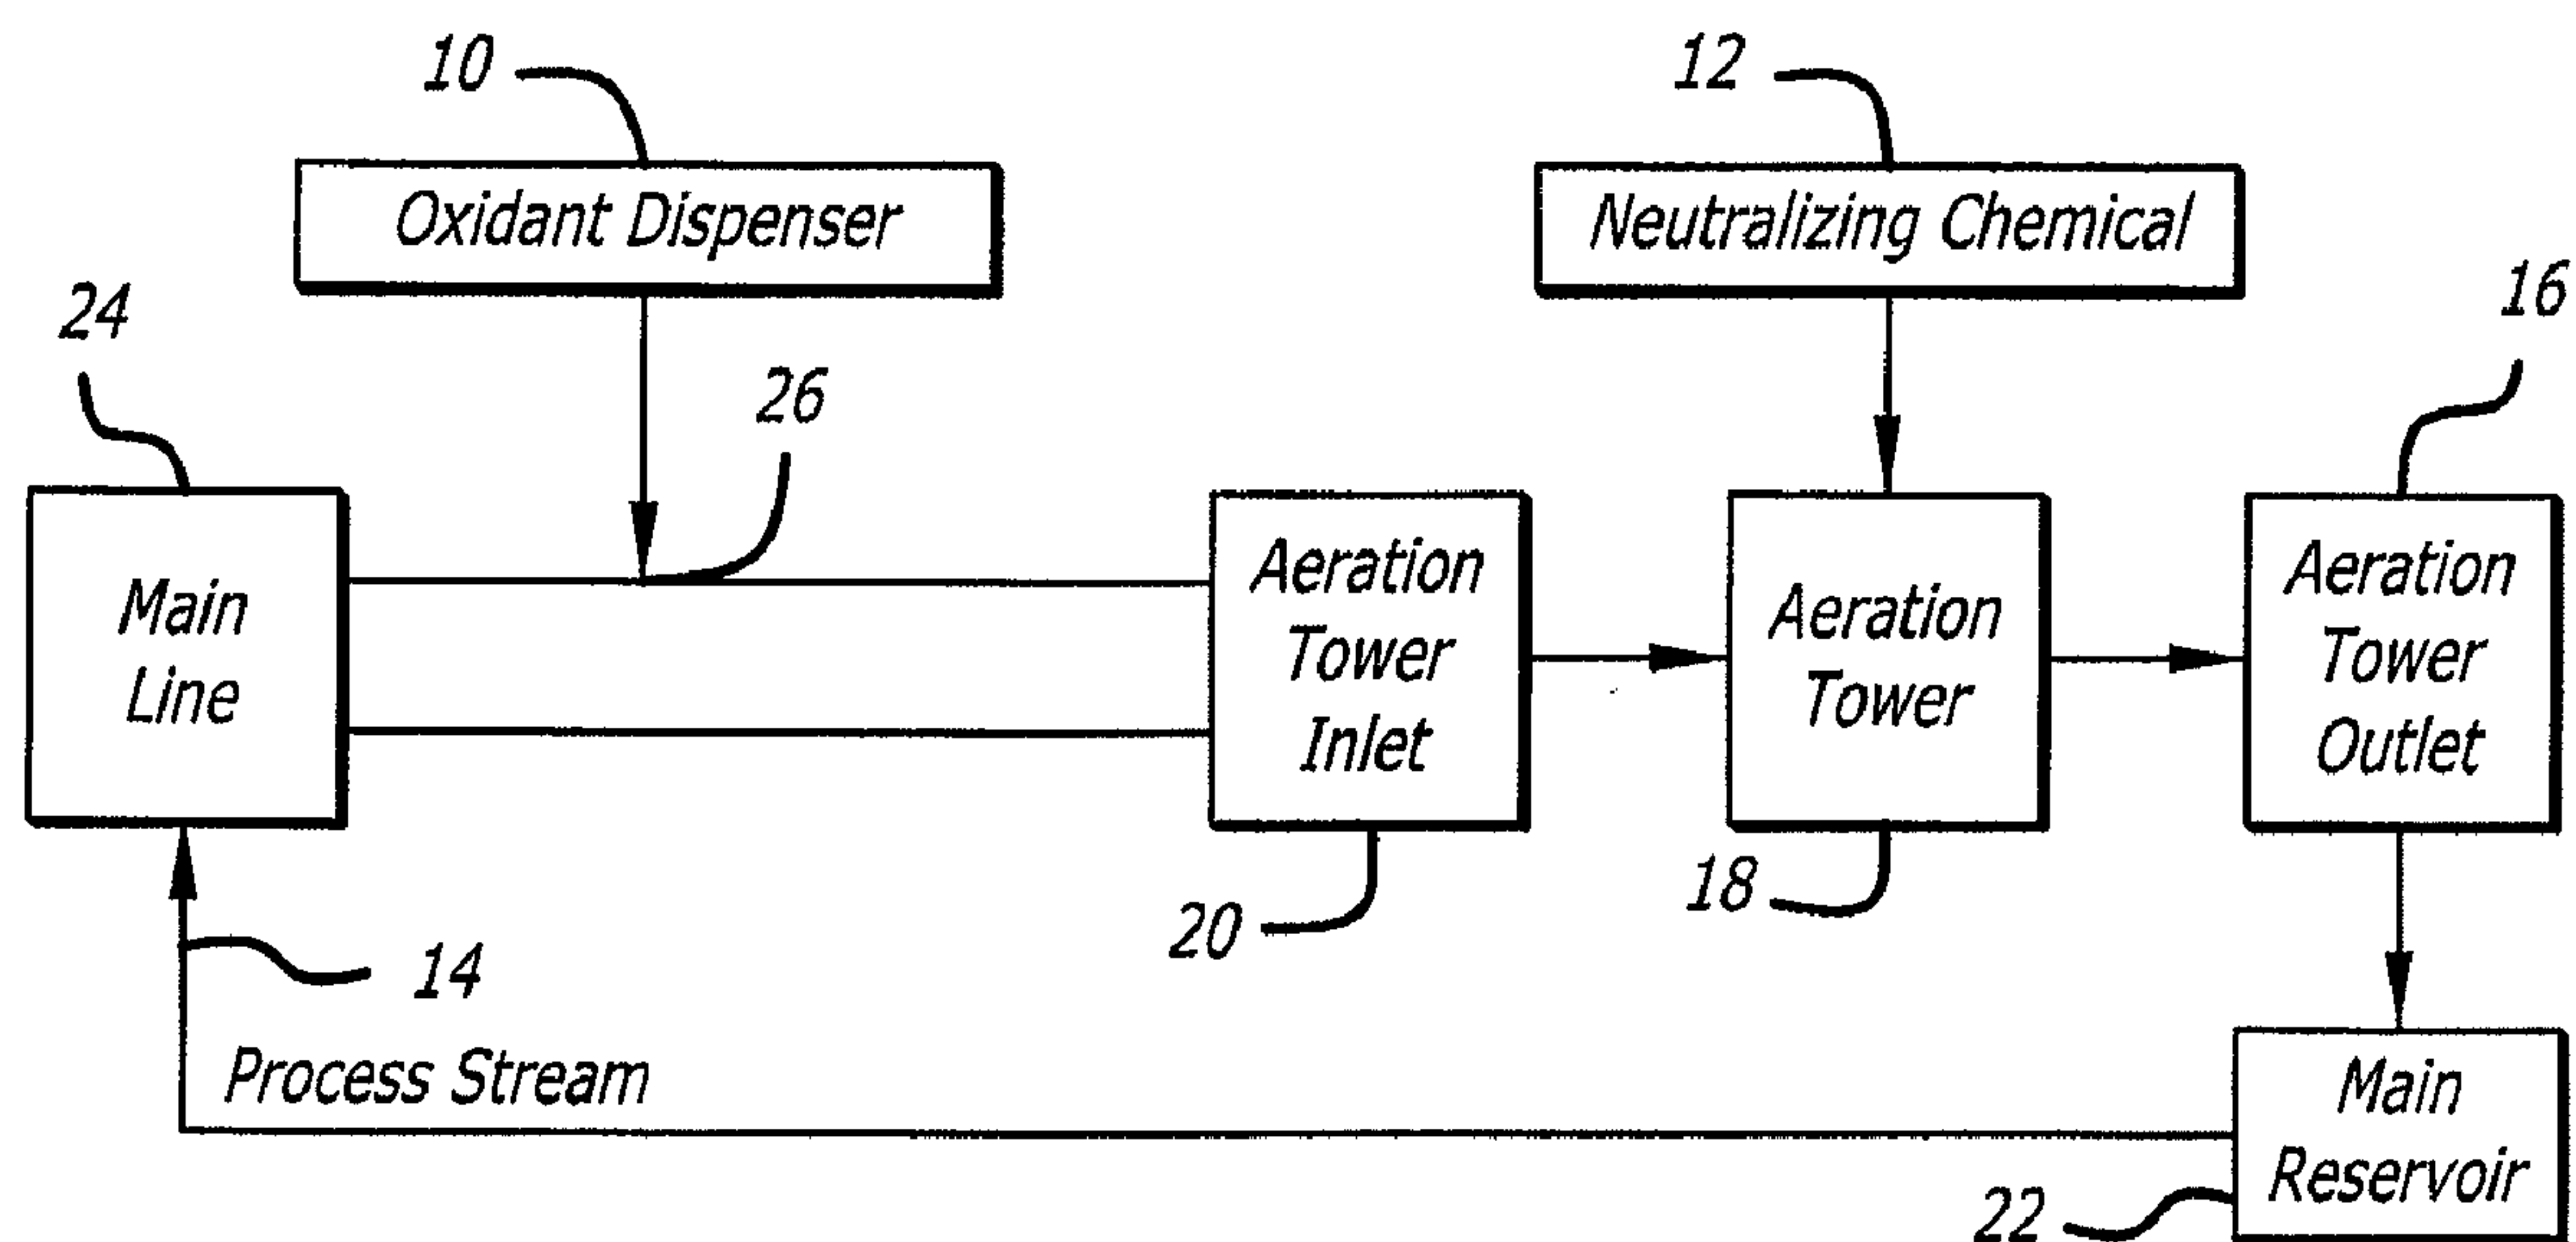 10
12
Oxidant Dispenser
Neutralizing Chemical
24
26
16
Main
Line
Aeration
Tower
Inlet
Aeration
Tower
Aeration
Tower
Outlet
20
18
14
Process Stream
Main
Reservoir
22